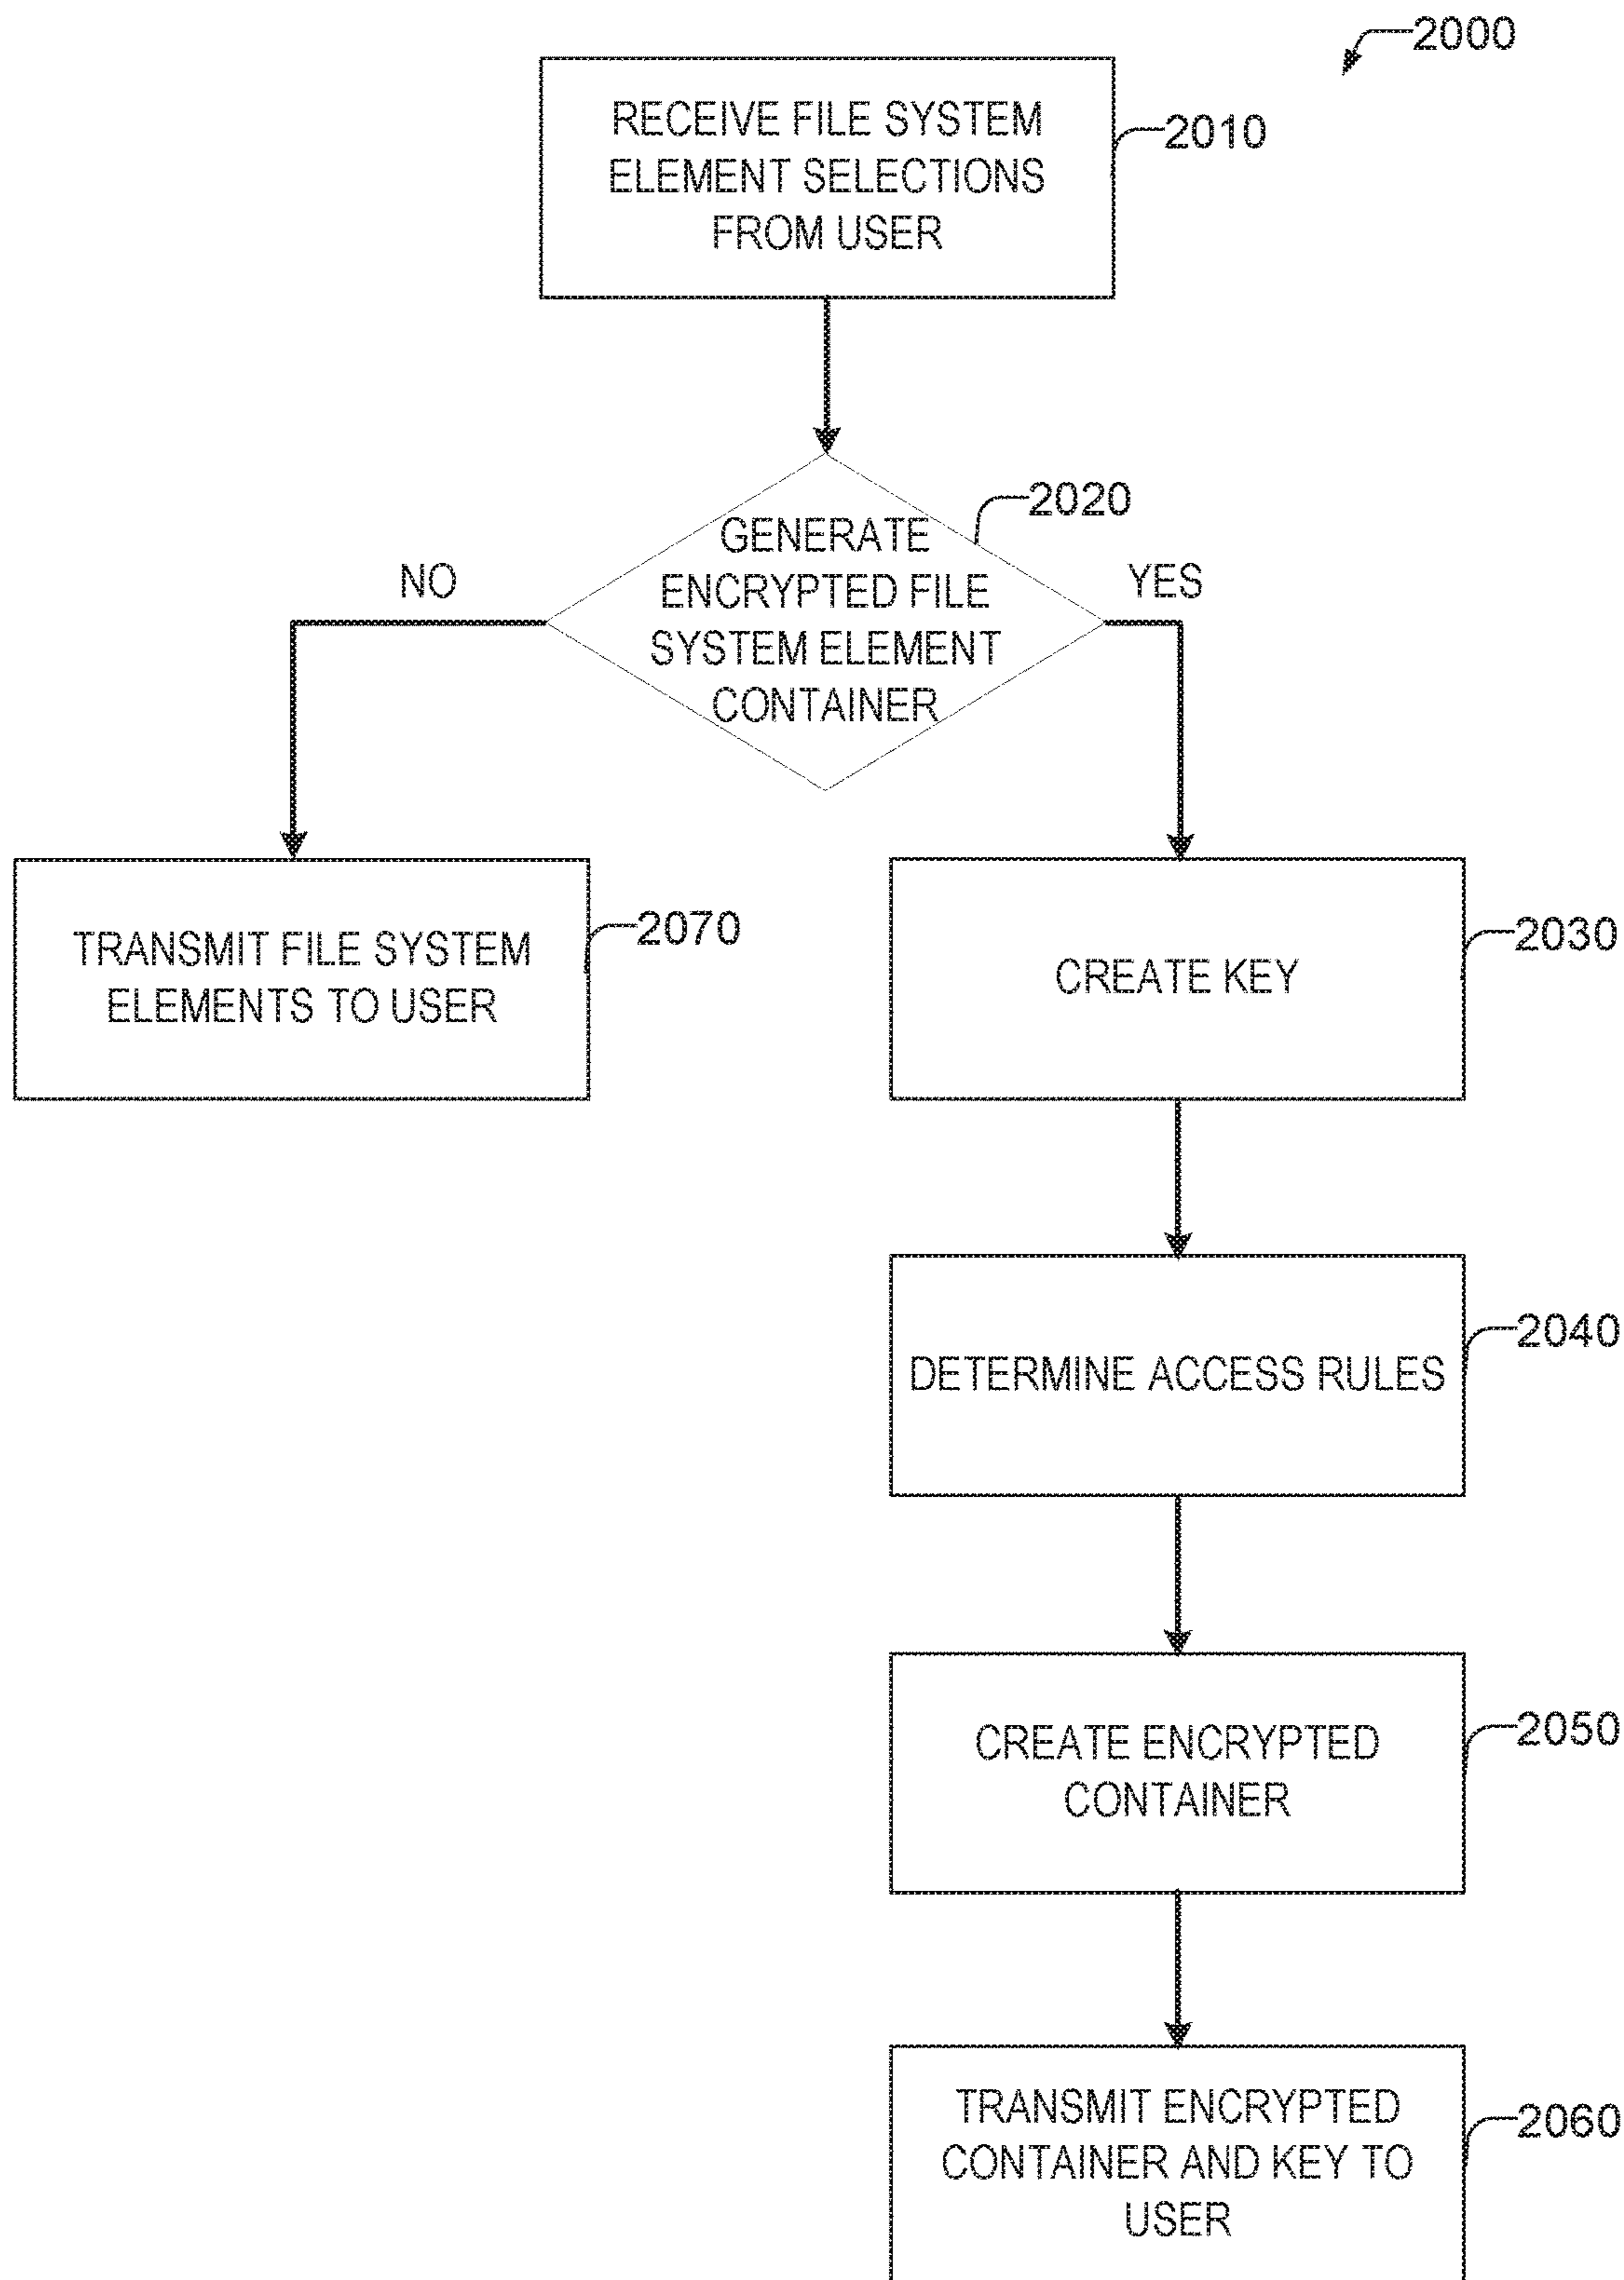 2000
RECEIVE FILE SYSTEM
ELEMENT SELECTIONS
FROM USER
2010
2020
GENERATE
ENCRYPTED FILE
SYSTEM ELEMENT
CONTAINER
NO
YES
TRANSMIT FILE SYSTEM
ELEMENTS TO USER
2070
CREATE KEY
2030
DETERMINE ACCESS RULES
2040
CREATE ENCRYPTED
CONTAINER
2050
TRANSMIT ENCRYPTED
CONTAINER AND KEY TO
USER
2060